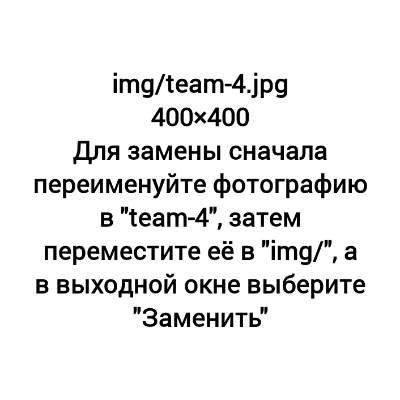 img/team-4.jpg
400×400
Для замены сначала
переименуйте фотографию
в "team-4", затем
переместите её в "img/", а
в выходной окне выберите
"Заменить"